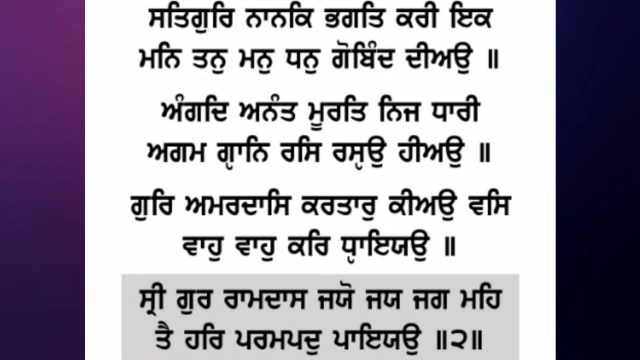 ਸਤਿਗੁਰਿ ਨਾਨਕਿ ਭਗਤਿ ਕਰੀ ਇਕ
ਮਨਿ ਤਨੁ ਮਨੁ ਧਨੁ ਗੋਬਿੰਦ ਦੀਅਉ ॥
ਅੰਗਦਿ ਅਨੰਤ ਮੂਰਤਿ ਨਿਜ ਧਾਰੀ
ਅਗਮ ਗੵਾਨਿ ਰਸਿ ਰਸੵਉ ਹੀਅਉ ॥
ਗੁਰਿ ਅਮਰਦਾਸਿ ਕਰਤਾਰੁ ਕੀਅਉ ਵਸਿ
ਵਾਹੁ ਵਾਹੁ ਕਰਿ ਧੵਾਇਯਉ ॥
ਸ੍ਰੀ ਗੁਰ ਰਾਮਦਾਸ ਜਯੋ ਜਯ ਜਗ ਮਹਿ
ਤੈ ਹਰਿ ਪਰਮਪਦੁ ਪਾਇਯਉ ॥੨॥